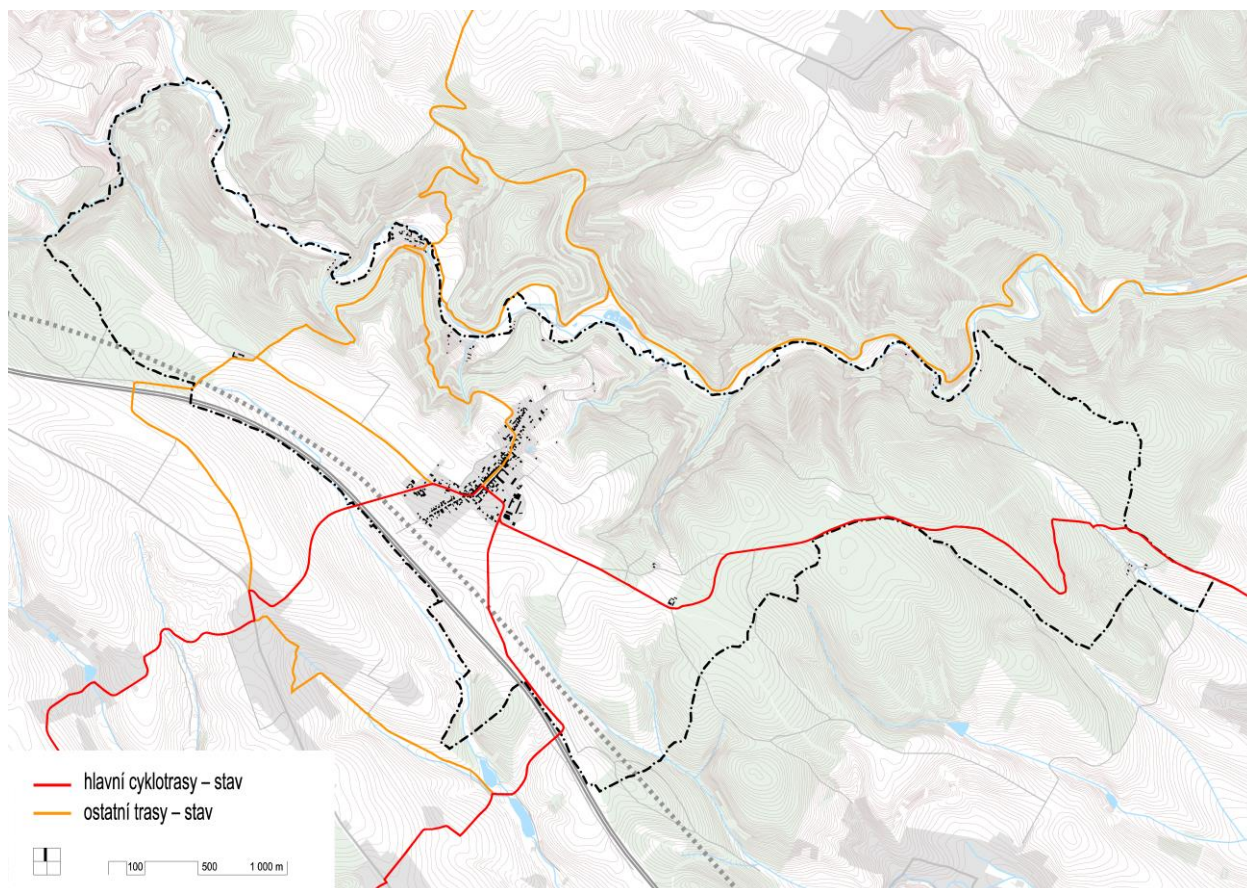 hlavní cyklotrasy – stav
ostatní trasy – stav
100 500 1 000 m